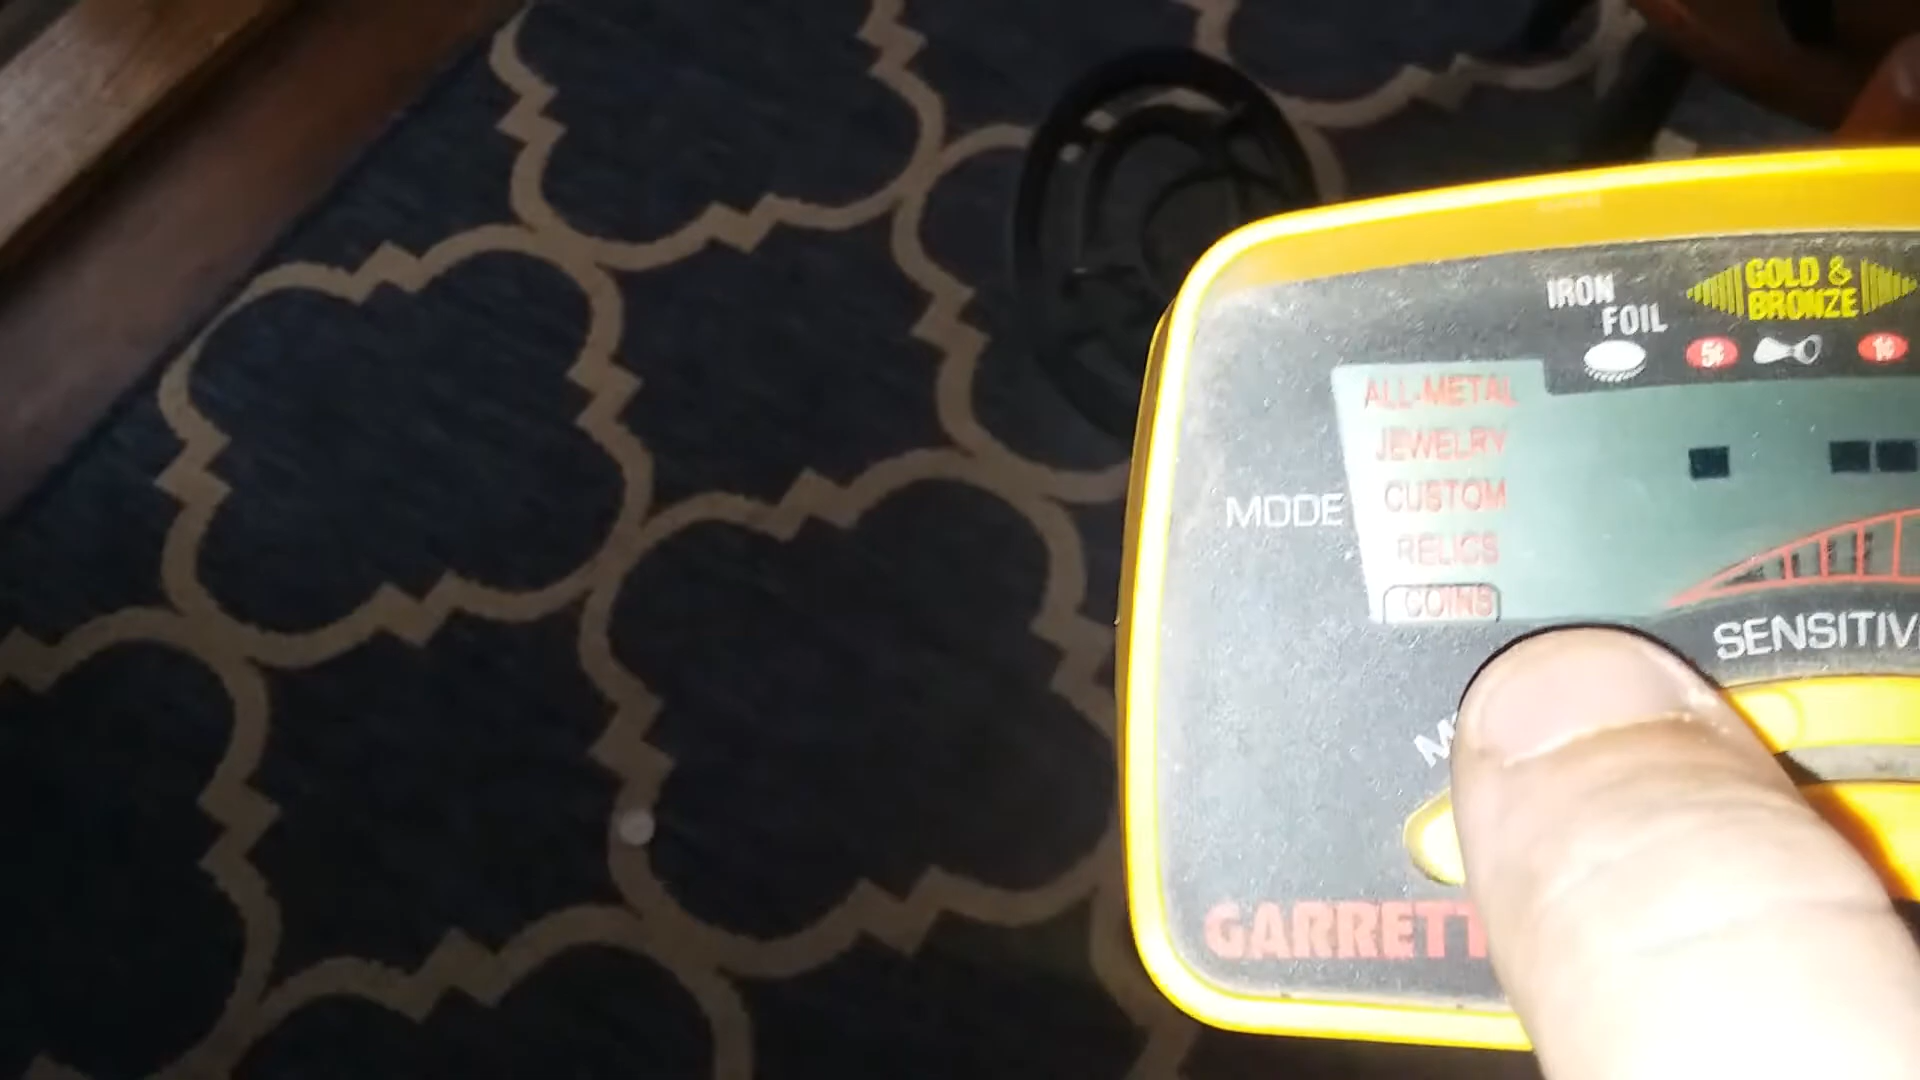 IRON
FOIL
GOLD &
BRONZE
5¢
1¢
ALL-METAL
JEWELRY
MODE
CUSTOM
RELICS
COINS
SENSITIV
GARRETT